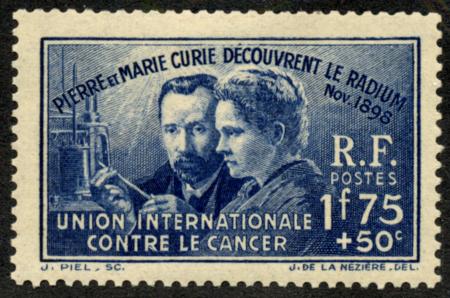 PIERRE ET MARIE CURIE DÉCOUVRENT LE RADIUM
Nov. 1898
R.F.
POSTES
UNION INTERNATIONALE
CONTRE LE CANCER
1f75
+50c
J. PIEL . SC.
J. DE LA NEZIÈRE . DEL.